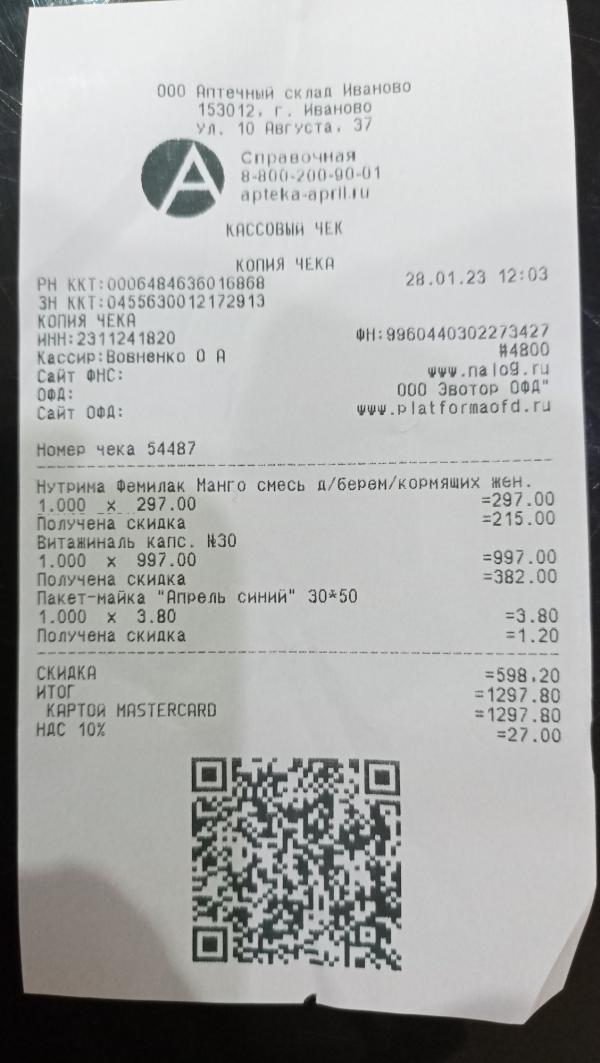 ООО Аптечный склад Иваново
153012, г. Иваново
Ул. 10 Августа, 37
А
Справочная
8-800-200-90-01
apteka-april.ru
КАССОВЫЙ ЧЕК
КОПИЯ ЧЕКА
РН ККТ:0006484636016868 28.01.23 12:03
ЗН ККТ:0455630012172913
КОПИЯ ЧЕКА
ИНН:2311241820 ФН:9960440302273427
Кассир:Вовненко О А #4800
Сайт ФНС: www.nalog.ru
ОФД: ООО Эвотор ОФД"
Сайт ОФД: www.platformaofd.ru
Номер чека 54487
Нутрима Фемилак Манго смесь д/берем/кормящих жен.
1.000 x 297.00 =297.00
Получена скидка =215.00
Витажиналь капс. №30
1.000 x 997.00 =997.00
Получена скидка =382.00
Пакет-майка "Апрель синий" 30*50
1.000 x 3.80 =3.80
Получена скидка =1.20
СКИДКА =598.20
ИТОГ =1297.80
КАРТОЙ MASTERCARD =1297.80
НДС 10% =27.00